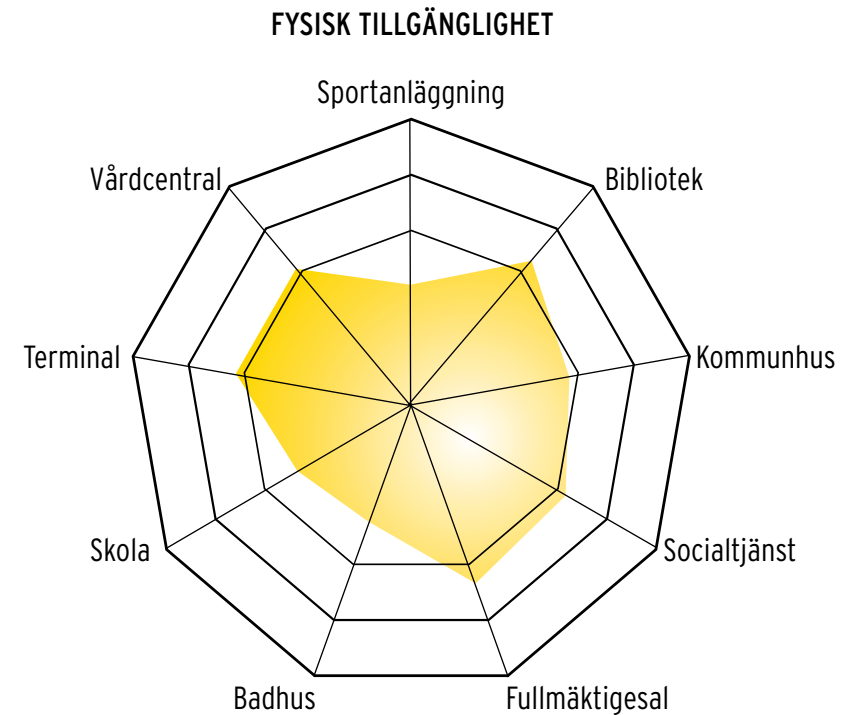 FYSISK TILLGÄNGLIGHET
Sportanläggning
Vårdcentral
Bibliotek
Terminal
Kommunhus
Skola
Socialtjänst
Badhus
Fullmäktigesal